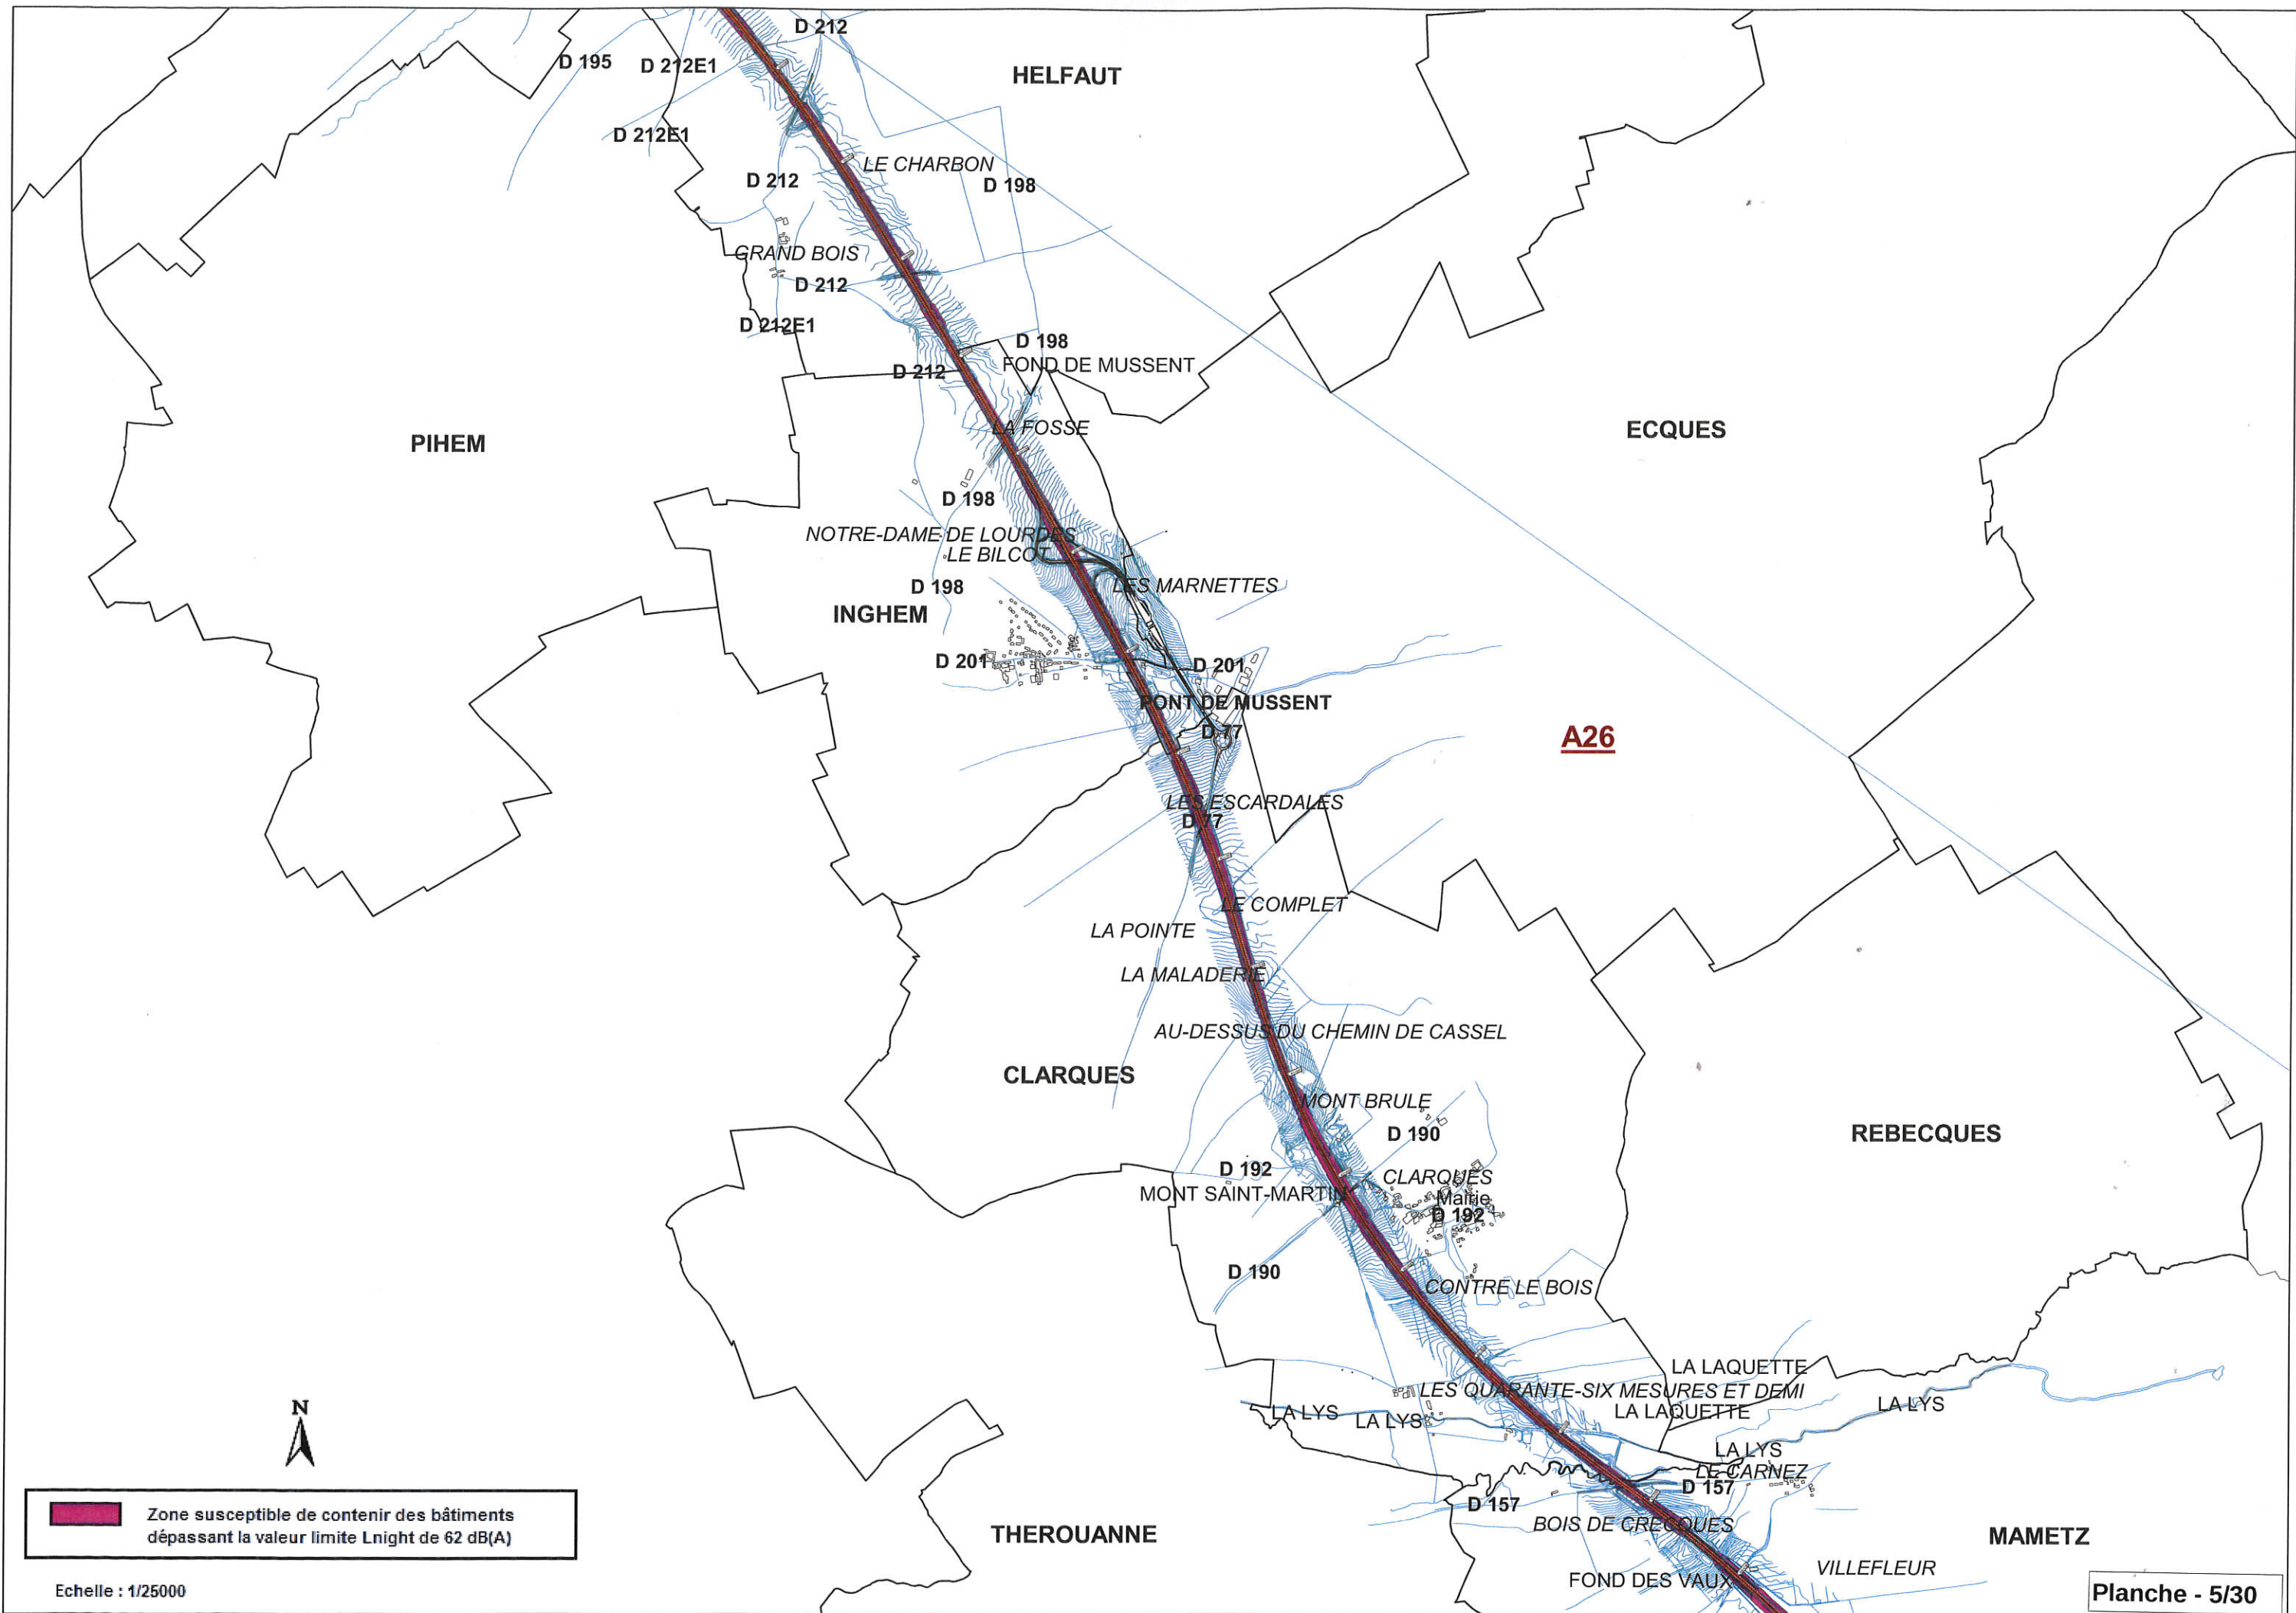 D 212
HELFAUT
D 195
D 212E1
D 212E1
LE CHARBON
D 212
D 198
GRAND BOIS
D 212
D 212E1
D 198
FOND DE MUSSENT
D 212
LA FOSSE
PIHEM
ECQUES
D 198
NOTRE-DAME-DE LOURDES
LE BILCOT
D 198
LES MARNETTES
INGHEM
D 201
D 201
PONT DE MUSSENT
D 77
A26
LES ESCARDALES
D 77
LE COMPLET
LA POINTE
LA MALADERIE
AU-DESSUS DU CHEMIN DE CASSEL
CLARQUES
MONT BRULE
D 190
REBECQUES
D 192
CLARQUES
MONT SAINT-MARTIN
Mairie
D 192
D 190
CONTRE LE BOIS
LA LAQUETTE
LES QUARANTE-SIX MESURES ET DEMI
LA LYS
LA LYS
LA LAQUETTE
LA LYS
LA LYS
LE CARNEZ
D 157
D 157
BOIS DE CRECQUES
THEROUANNE
MAMETZ
VILLEFLEUR
FOND DES VAUX
N
Zone susceptible de contenir des bâtiments
dépassant la valeur limite Lnight de 62 dB(A)
Echelle : 1/25000
Planche - 5/30